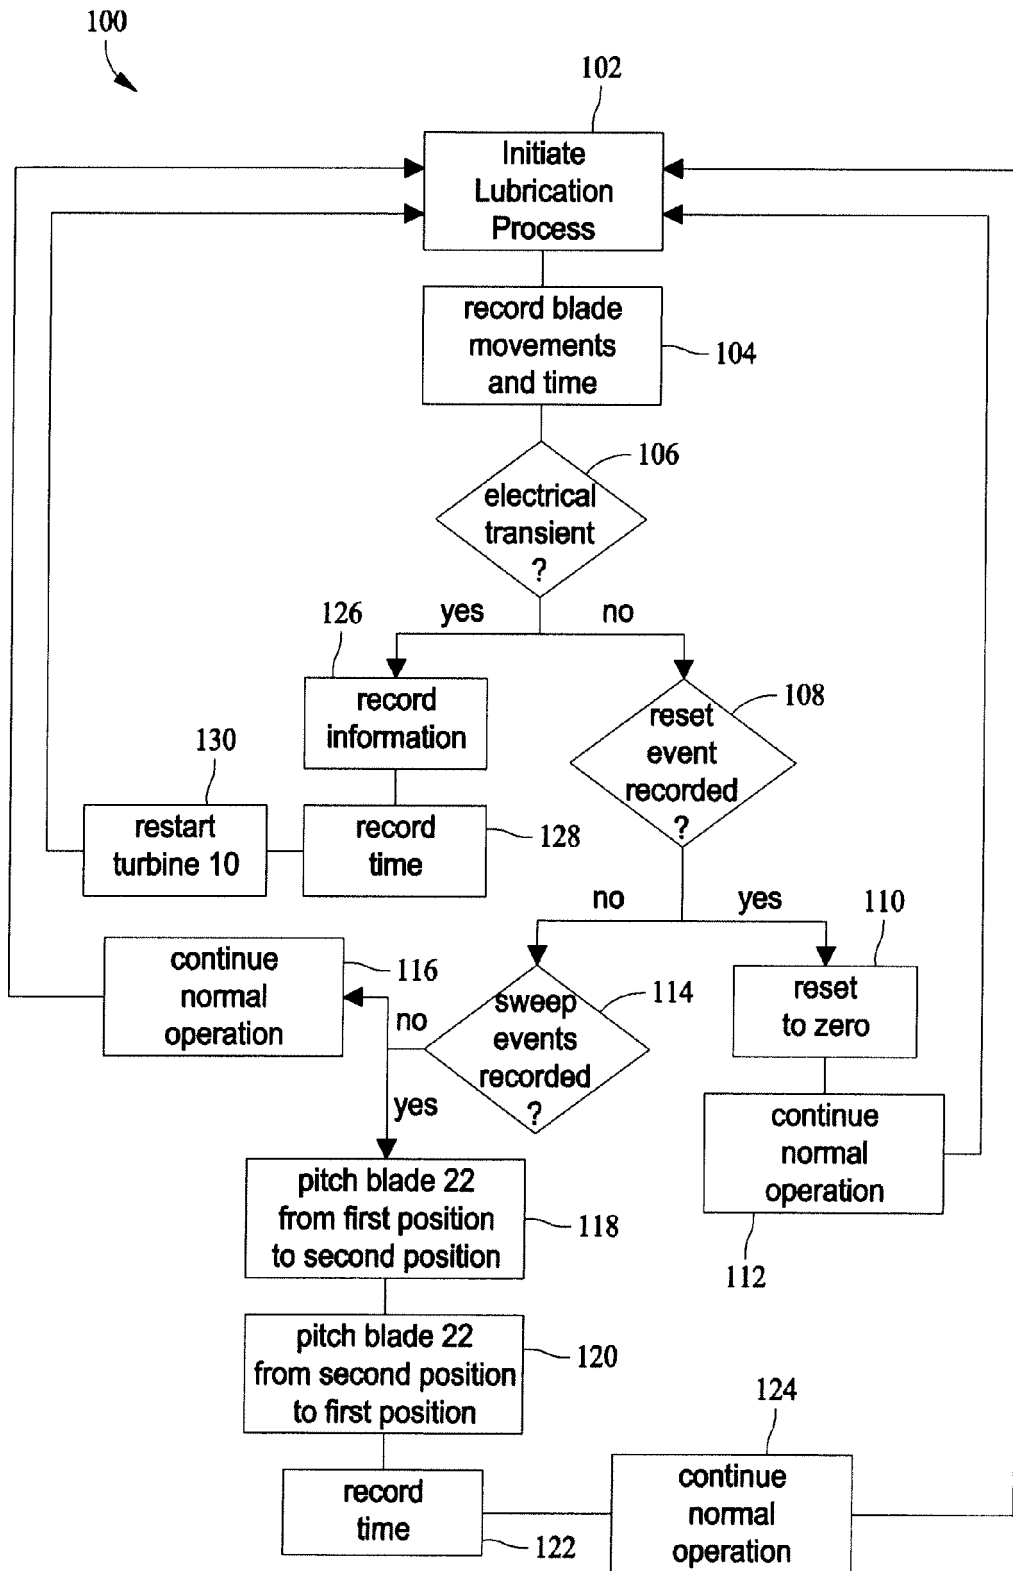 100
102
Initiate
Lubrication
Process
record blade
movements
and time
104
106
electrical
transient
?
yes
no
126
record
information
108
reset
event
recorded
?
130
restart
turbine 10
record
time
128
no
yes
110
continue
normal
operation
116
no
sweep
events
recorded
?
114
reset
to zero
yes
continue
normal
operation
112
pitch blade 22
from first position
to second position
118
pitch blade 22
from second position
to first position
120
124
record
time
122
continue
normal
operation